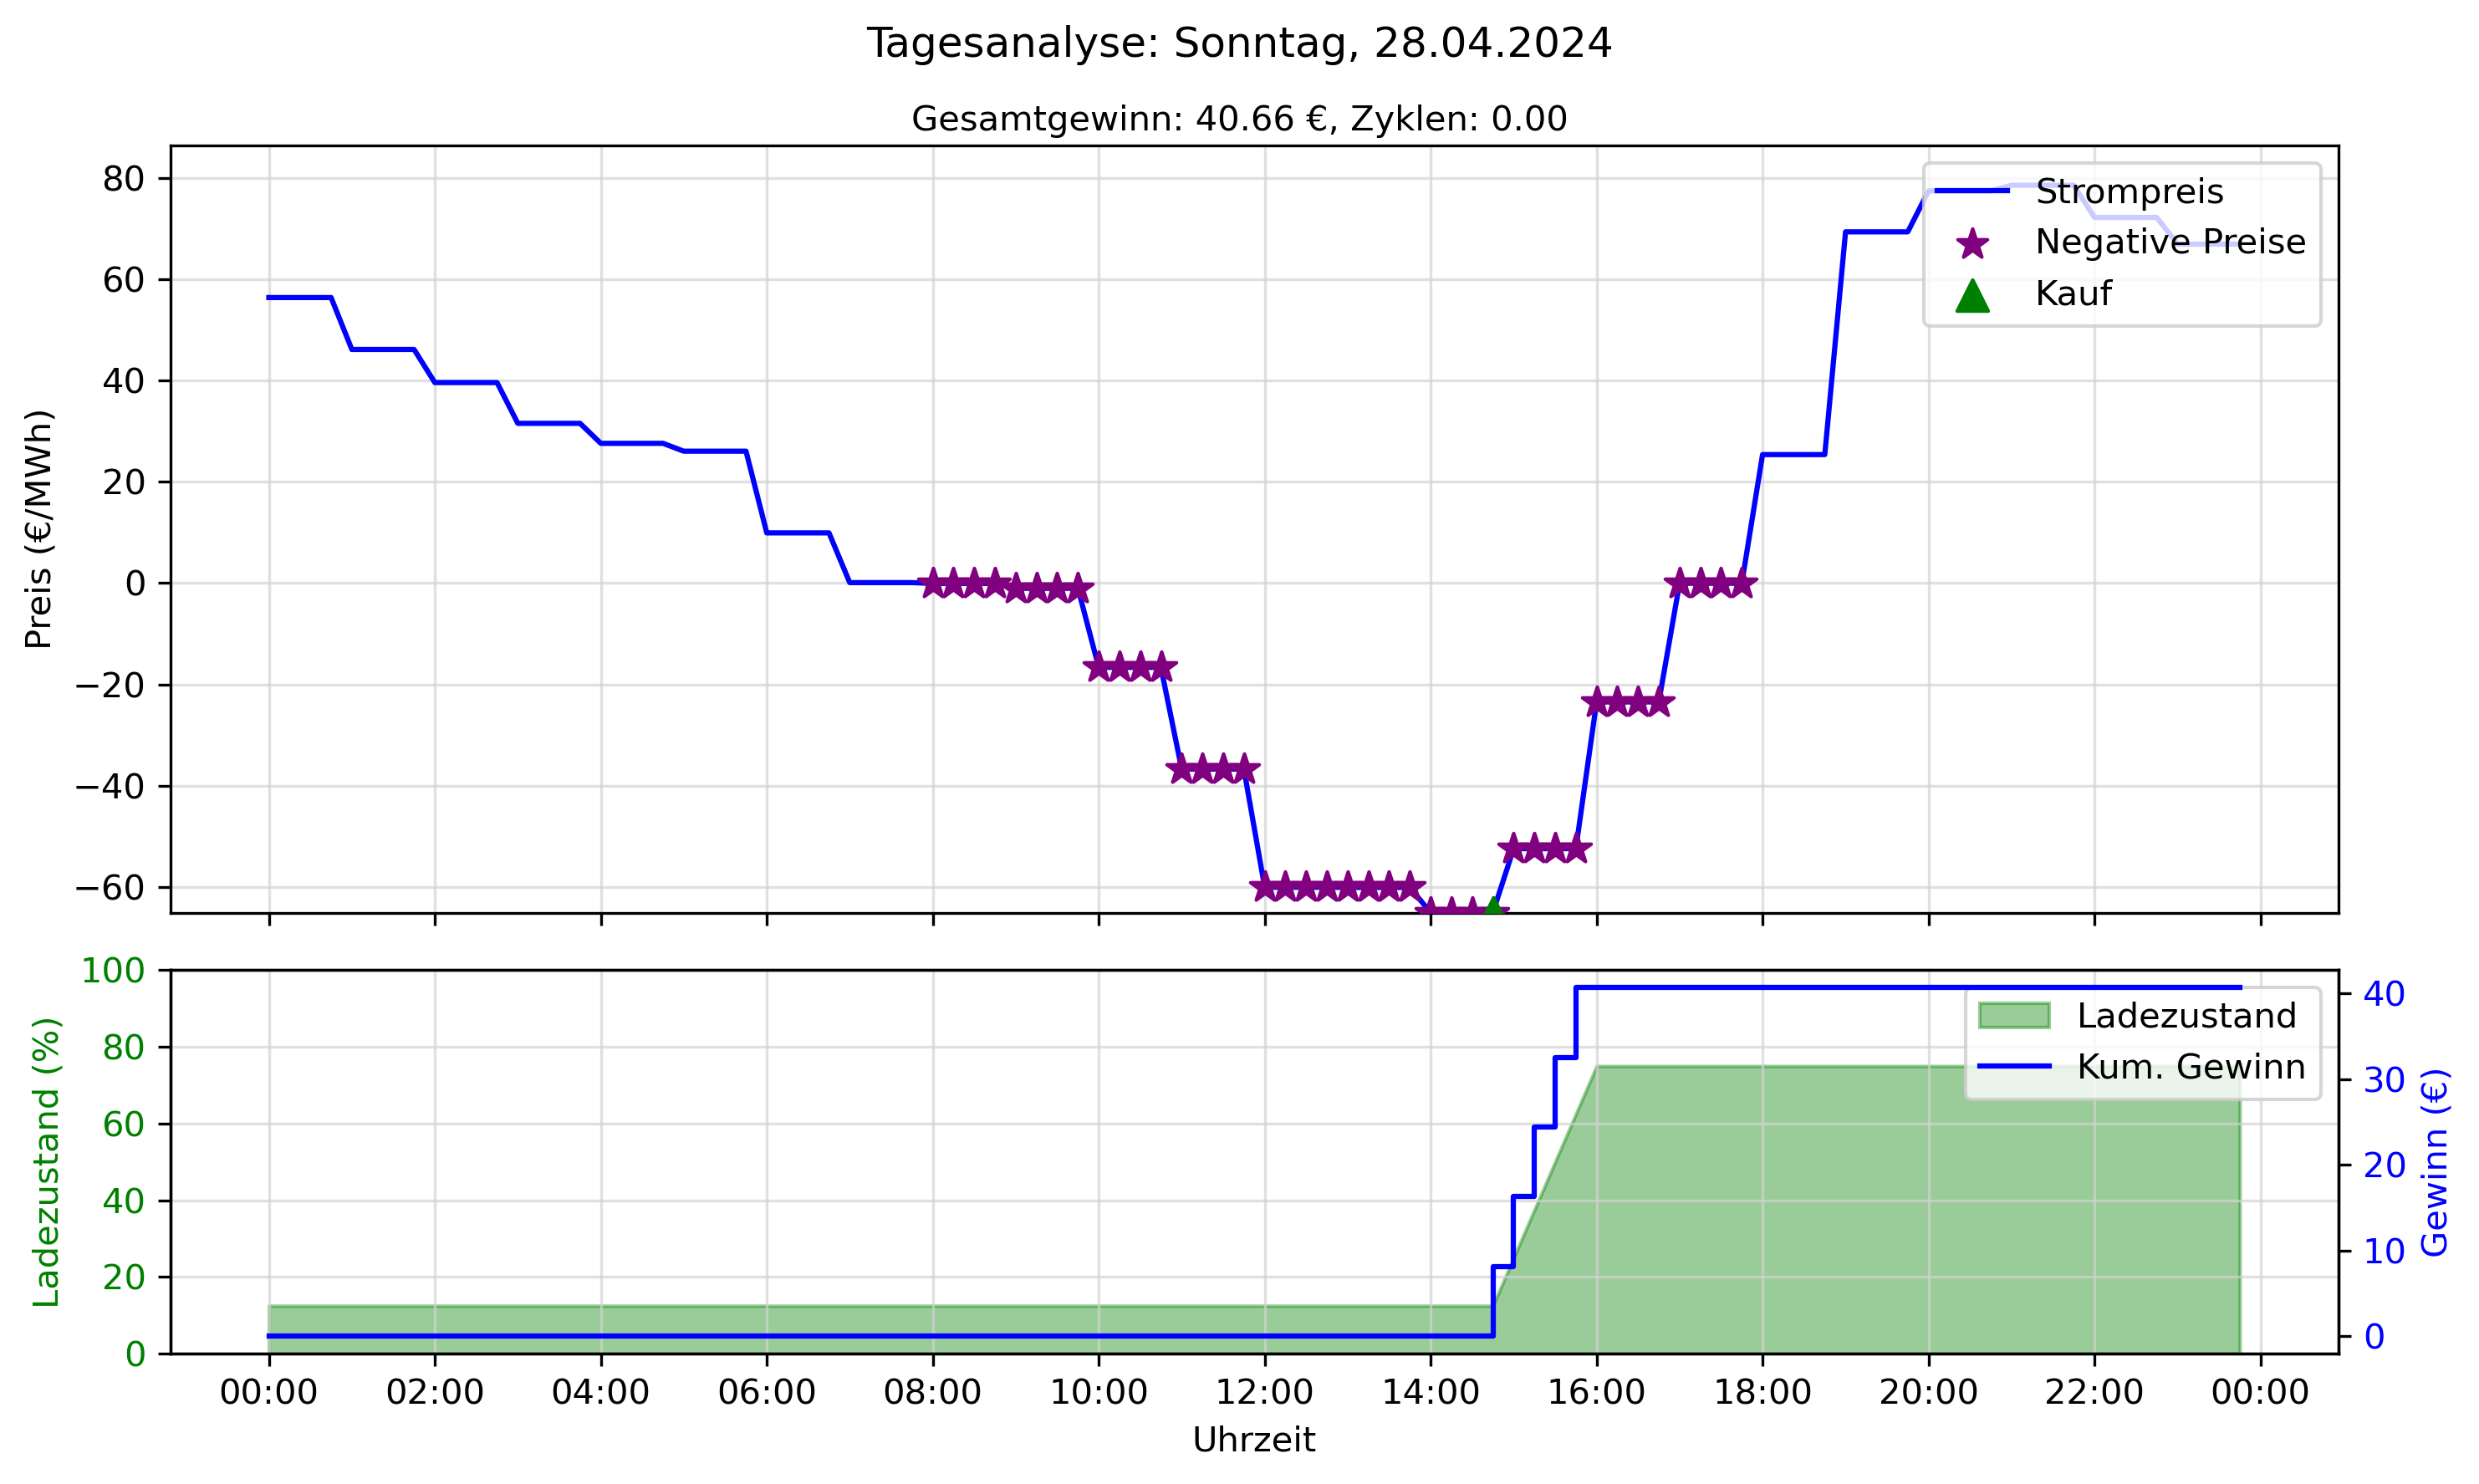 Tagesanalyse: Sonntag, 28.04.2024
Gesamtgewinn: 40.66 €, Zyklen: 0.00
Preis (€/MWh)
80
60
40
20
0
−20
−40
−60
Strompreis
Negative Preise
Kauf
Ladezustand (%)
100
80
60
40
20
0
Ladezustand
Kum. Gewinn
40
30
20
10
0
Gewinn (€)
00:00 02:00 04:00 06:00 08:00 10:00 12:00 14:00 16:00 18:00 20:00 22:00 00:00
Uhrzeit